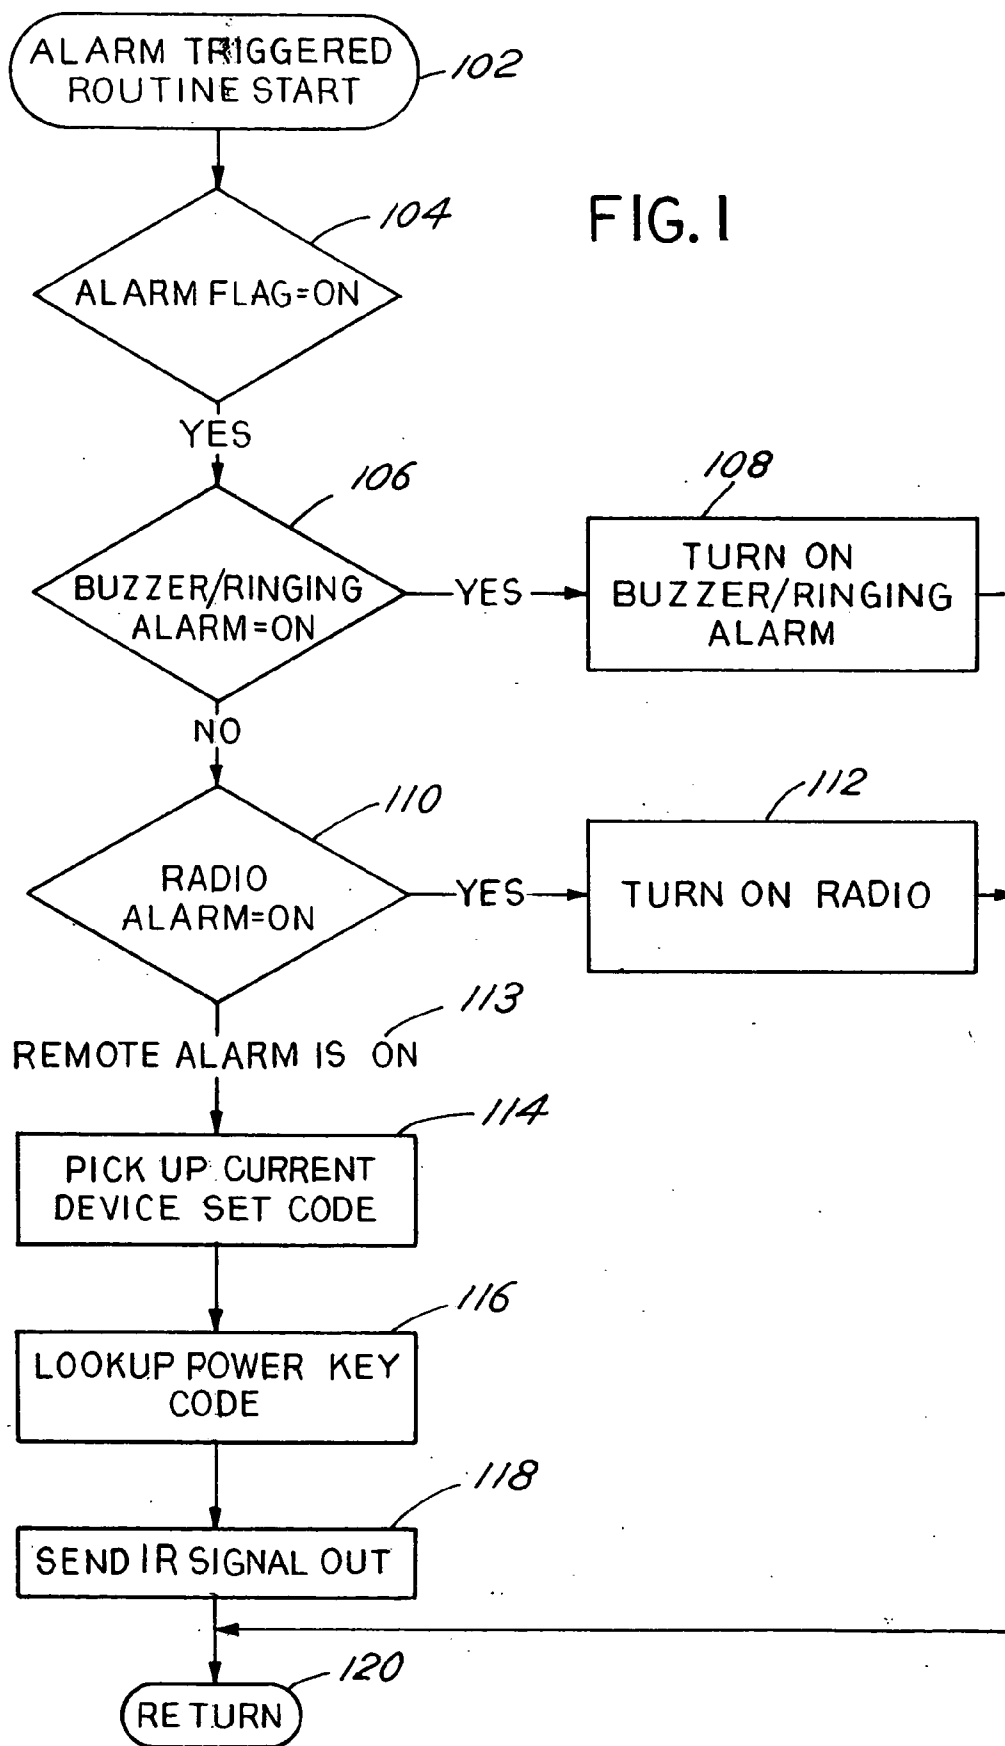 ALARM TRIGGERED
ROUTINE START
102
FIG. 1
104
ALARM FLAG=ON
YES
106
BUZZER/RINGING
ALARM=ON
YES
108
TURN ON
BUZZER/RINGING
ALARM
NO
110
RADIO
ALARM=ON
YES
112
TURN ON RADIO
113
REMOTE ALARM IS ON
114
PICK UP CURRENT
DEVICE SET CODE
116
LOOKUP POWER KEY
CODE
118
SEND IR SIGNAL OUT
120
RETURN